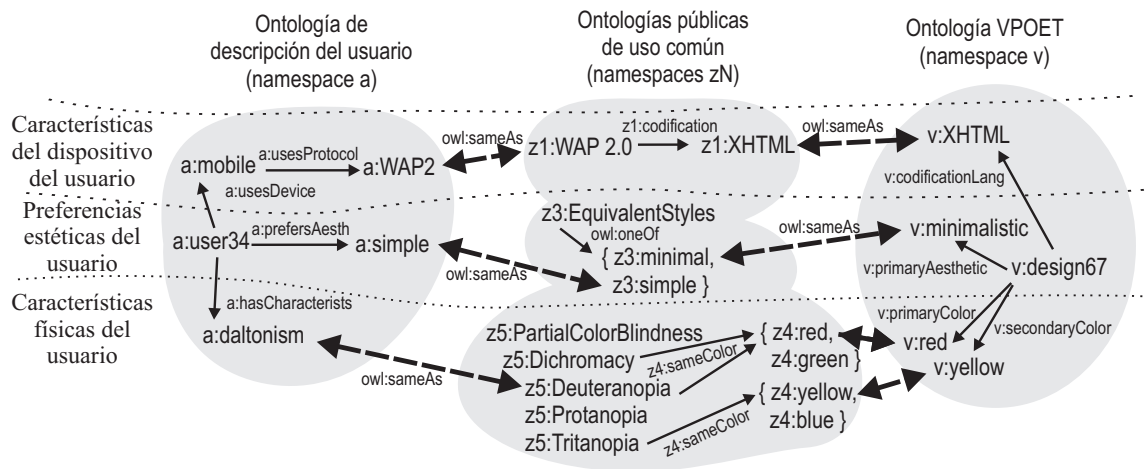 Ontología de
descripción del usuario
(namespace a)
Ontologías públicas
de uso común
(namespaces zN)
Ontología VPOET
(namespace v)
Características
del dispositivo
del usuario
a:mobile
a:usesProtocol
a:WAP2
a:usesDevice
owl:sameAs
z1:WAP 2.0
z1:codification
z1:XHTML
owl:sameAs
v:XHTML
v:codificationLang
Preferencias
estéticas del
usuario
a:user34
a:prefersAesth
a:simple
owl:sameAs
z3:EquivalentStyles
owl:oneOf
{ z3:minimal,
z3:simple }
owl:sameAs
v:minimalistic
v:primaryAesthetic
v:design67
Características
físicas del
usuario
a:hasCharacterists
a:daltonism
owl:sameAs
z5:PartialColorBlindness
z5:Dichromacy
z5:Deuteranopia
z5:Protanopia
z5:Tritanopia
z4:sameColor
z4:sameColor
{ z4:red,
z4:green }
{ z4:yellow,
z4:blue }
v:primaryColor
v:secondaryColor
v:red
v:yellow